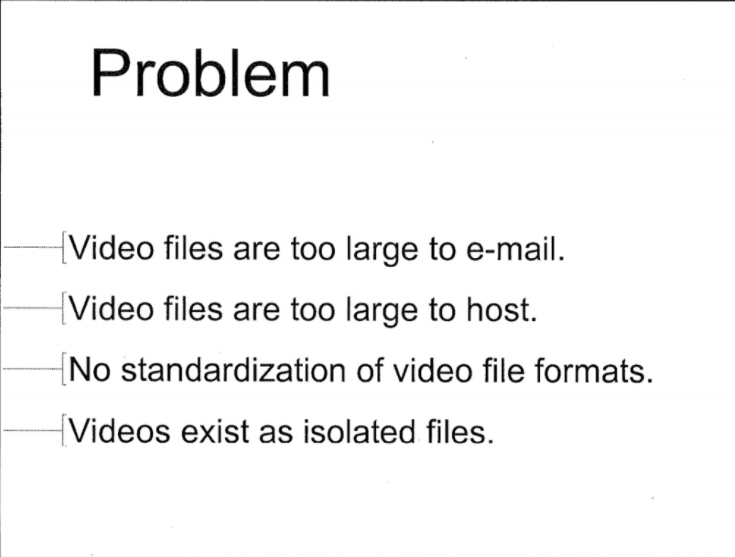 Problem
Video files are too large to e-mail.
Video files are too large to host.
No standardization of video file formats.
Videos exist as isolated files.